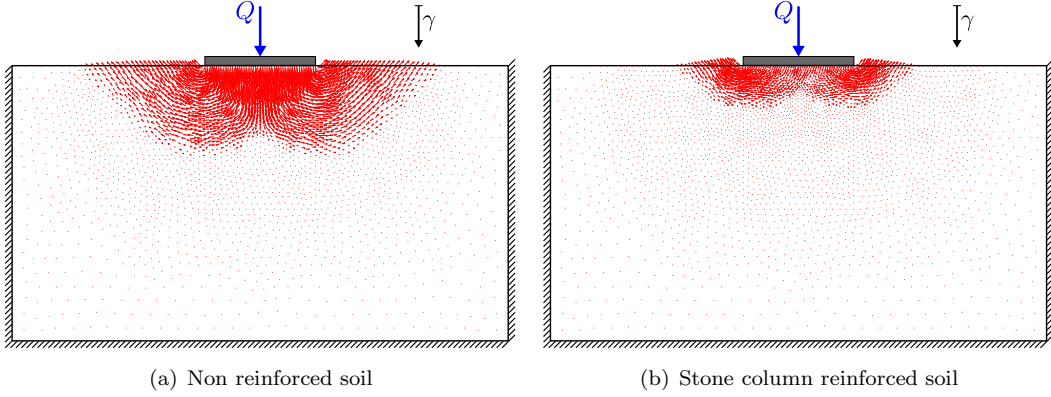 Q γ Q γ
(a) Non reinforced soil (b) Stone column reinforced soil